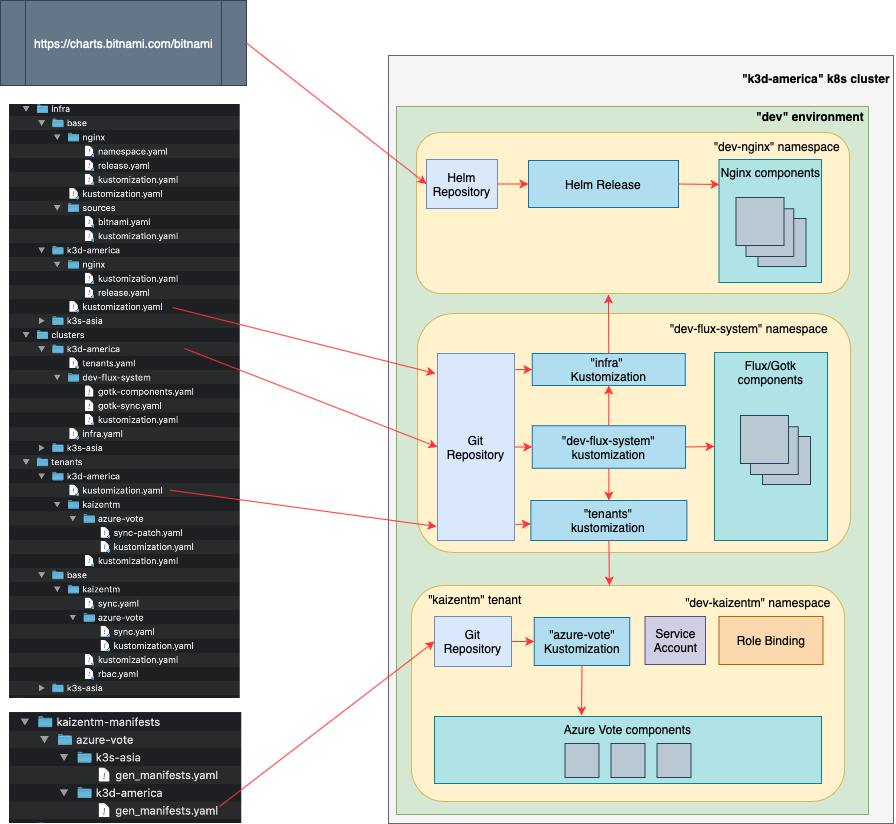 https://charts.bitnami.com/bitnami
infra
base
nginx
namespace.yaml
release.yaml
kustomization.yaml
kustomization.yaml
sources
bitnami.yaml
kustomization.yaml
k3d-america
nginx
kustomization.yaml
release.yaml
kustomization.yaml
k3s-asia
clusters
k3d-america
tenants.yaml
dev-flux-system
gotk-components.yaml
gotk-sync.yaml
kustomization.yaml
infra.yaml
k3s-asia
tenants
k3d-america
kustomization.yaml
kaizentm
azure-vote
sync-patch.yaml
kustomization.yaml
kustomization.yaml
base
kaizentm
sync.yaml
azure-vote
sync.yaml
kustomization.yaml
kustomization.yaml
rbac.yaml
k3s-asia
kaizentm-manifests
azure-vote
k3s-asia
gen_manifests.yaml
k3d-america
gen_manifests.yaml
"k3d-america" k8s cluster
"dev" environment
"dev-nginx" namespace
Helm
Repository
Helm Release
Nginx components
"dev-flux-system" namespace
Git
Repository
"infra"
Kustomization
"dev-flux-system"
kustomization
"tenants"
kustomization
Flux/Gotk
components
"kaizentm" tenant
"dev-kaizentm" namespace
Git
Repository
"azure-vote"
Kustomization
Service
Account
Role Binding
Azure Vote components